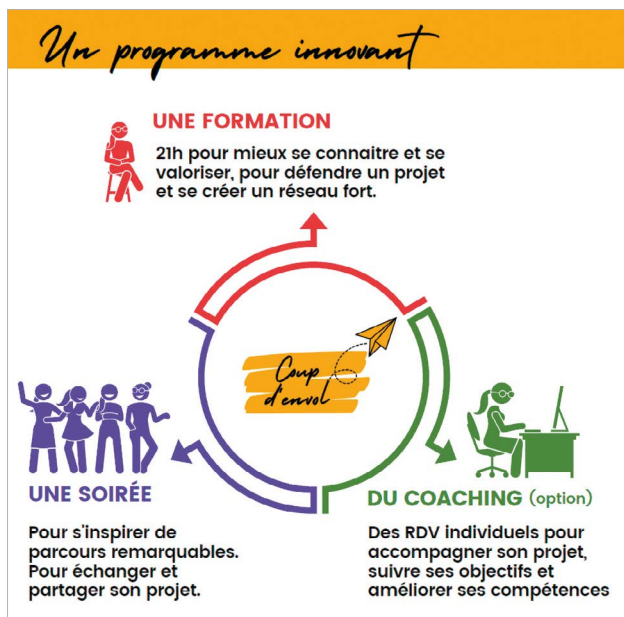 Un programme innovant
UNE FORMATION
21h pour mieux se connaitre et se
valoriser, pour défendre un projet
et se créer un réseau fort.
Coup
d'envol
UNE SOIRÉE
Pour s'inspirer de
parcours remarquables.
Pour échanger et
partager son projet.
DU COACHING (option)
Des RDV individuels pour
accompagner son projet,
suivre ses objectifs et
améliorer ses compétences